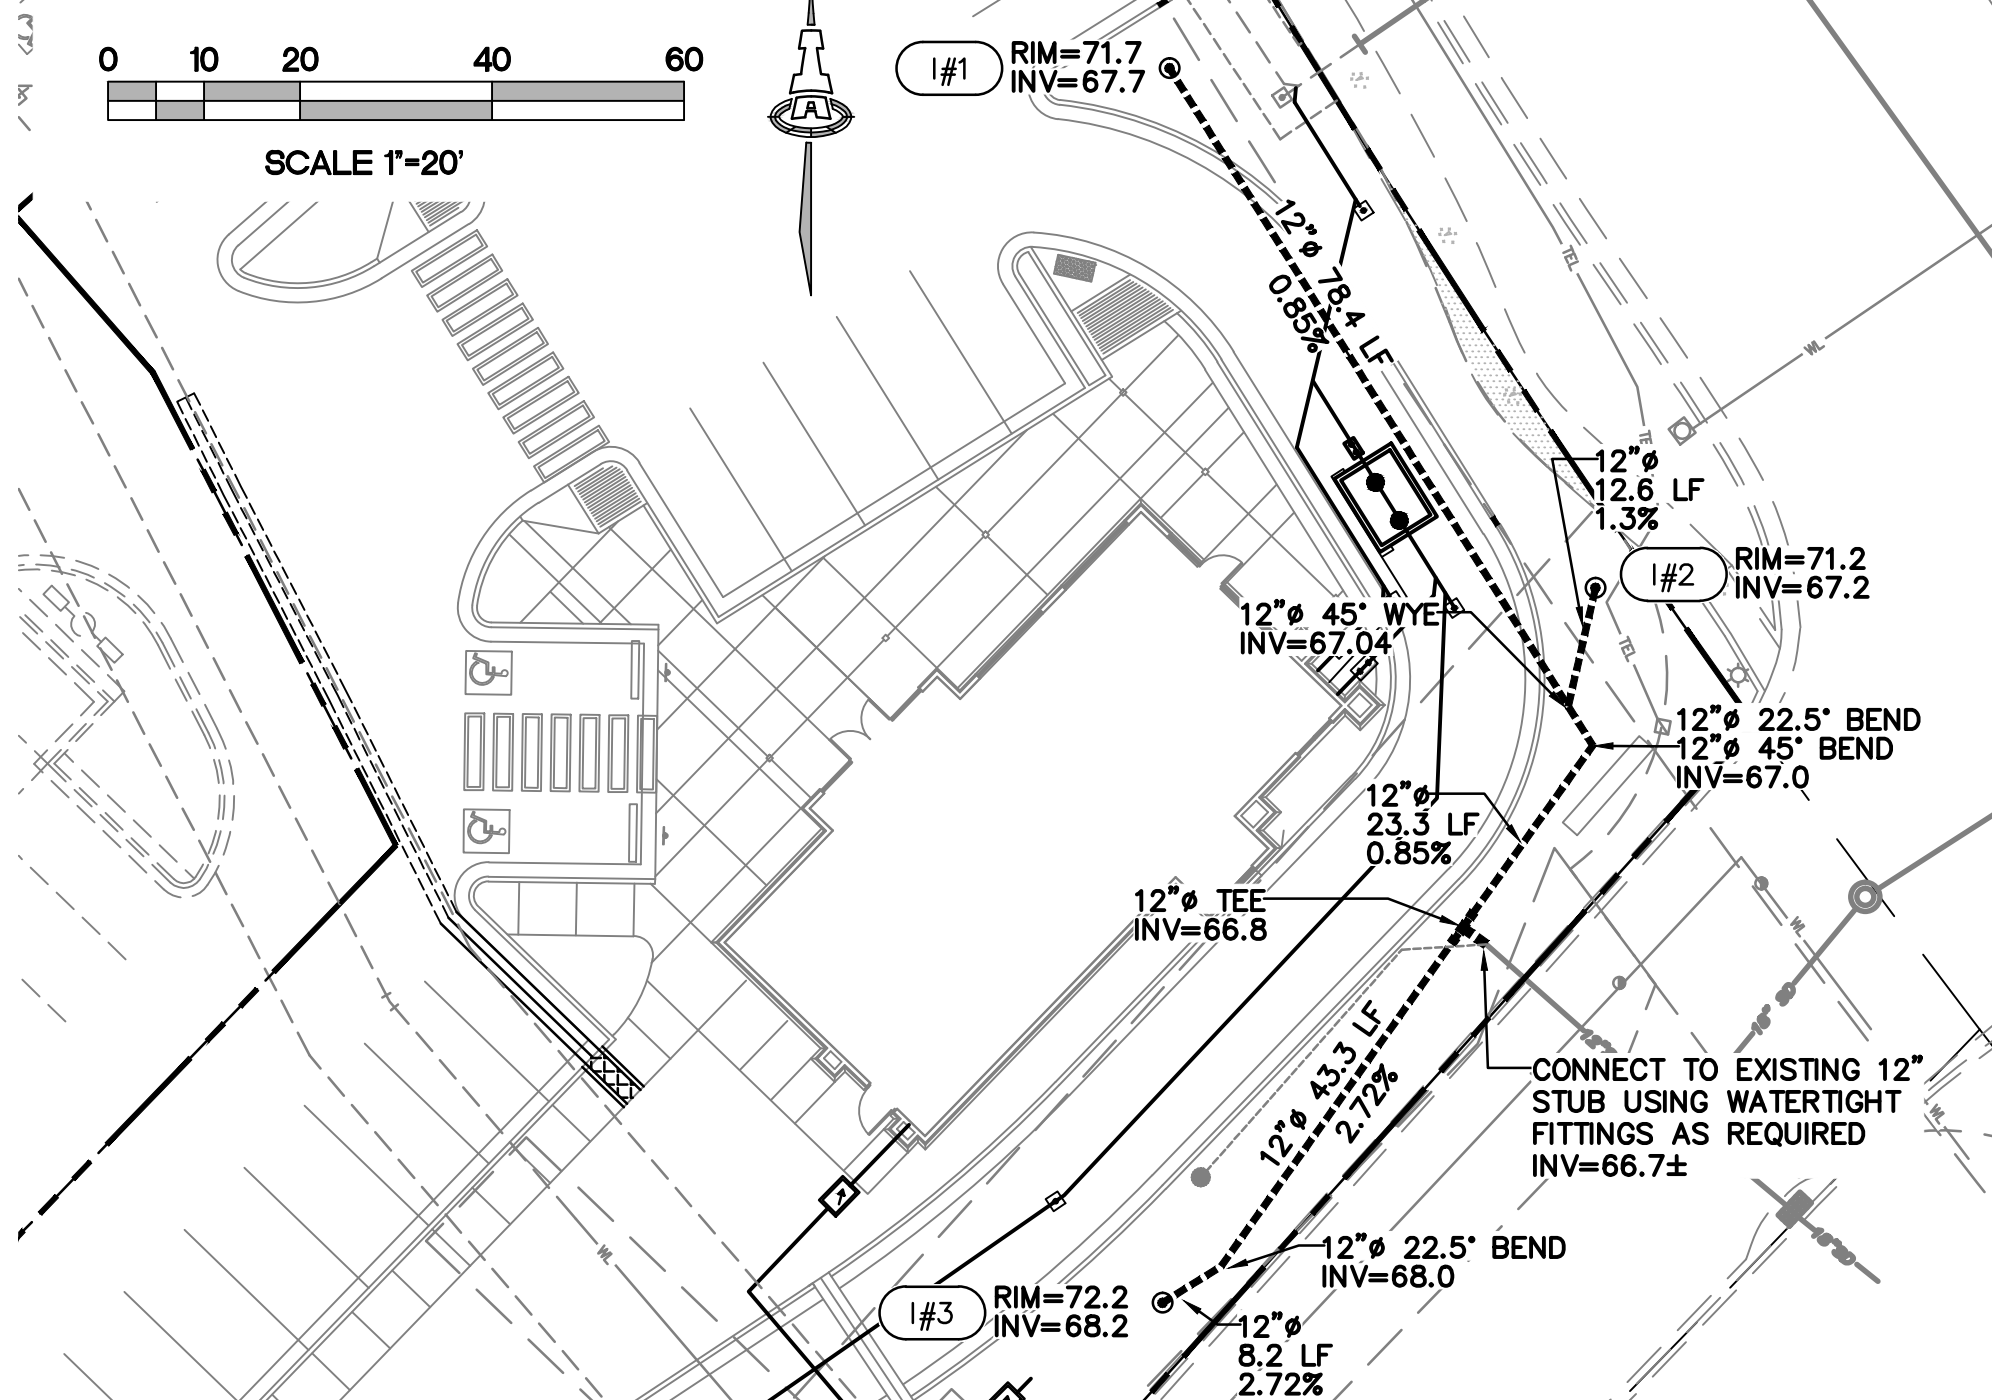 0 10 20 40 60
SCALE 1"=20'
I#1
RIM=71.7
INV=67.7
12"ø 78.4 LF
0.85%
TEL
WL
TEL
12"ø
12.6 LF
1.3%
I#2
RIM=71.2
INV=67.2
12"ø 45° WYE
INV=67.04
TEL
12"ø 22.5° BEND
12"ø 45° BEND
INV=67.0
12"ø
23.3 LF
0.85%
12"ø TEE
INV=66.8
WL
12"ø 43.3 LF
2.72%
CONNECT TO EXISTING 12"
STUB USING WATERTIGHT
FITTINGS AS REQUIRED
INV=66.7±
WL
WL
12"ø 22.5° BEND
INV=68.0
I#3
RIM=72.2
INV=68.2
12"ø
8.2 LF
2.72%